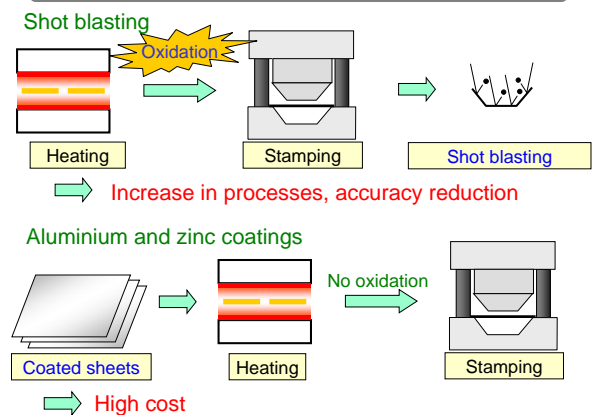 Shot blasting
Oxidation
Heating
Stamping
Shot blasting
Increase in processes, accuracy reduction
Aluminium and zinc coatings
No oxidation
Coated sheets
Heating
Stamping
High cost